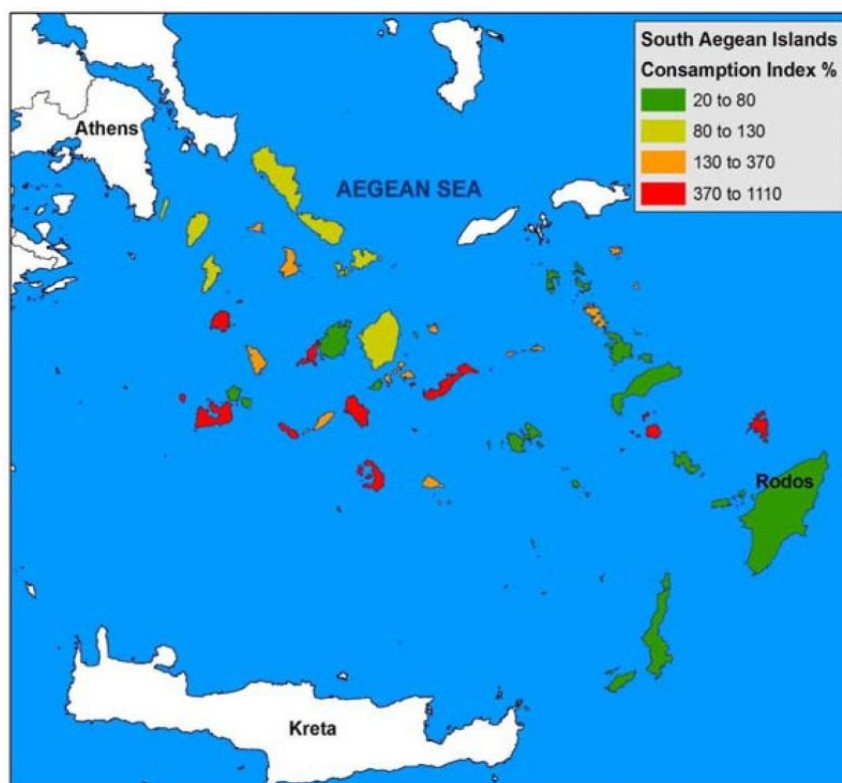 South Aegean Islands
Consamption Index %
20 to 80
80 to 130
130 to 370
370 to 1110
Athens
AEGEAN SEA
Rodos
Kreta